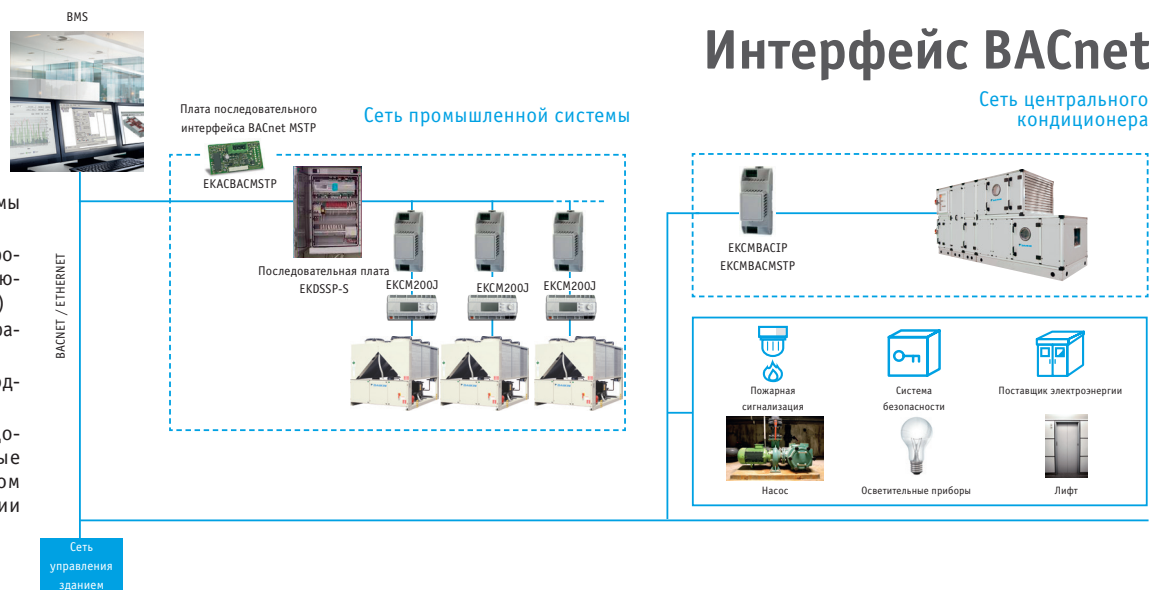 BMS
Интерфейс BACnet
Плата последовательного
интерфейса BACnet MSTP
Сеть промышленной системы
Сеть центрального
кондиционера
EKACBACMSTP
мы
ро-
ю-
)
ра-
од-
до-
ые
ом
ии
BACNET / ETHERNET
Последовательная плата
EKDSSP-S
EKCM200J
EKCM200J
EKCM200J
EKCMBACIP
EKCMBACMSTP
Пожарная
сигнализация
Система
безопасности
Поставщик электроэнергии
Насос
Осветительные приборы
Лифт
Сеть
управления
зданием